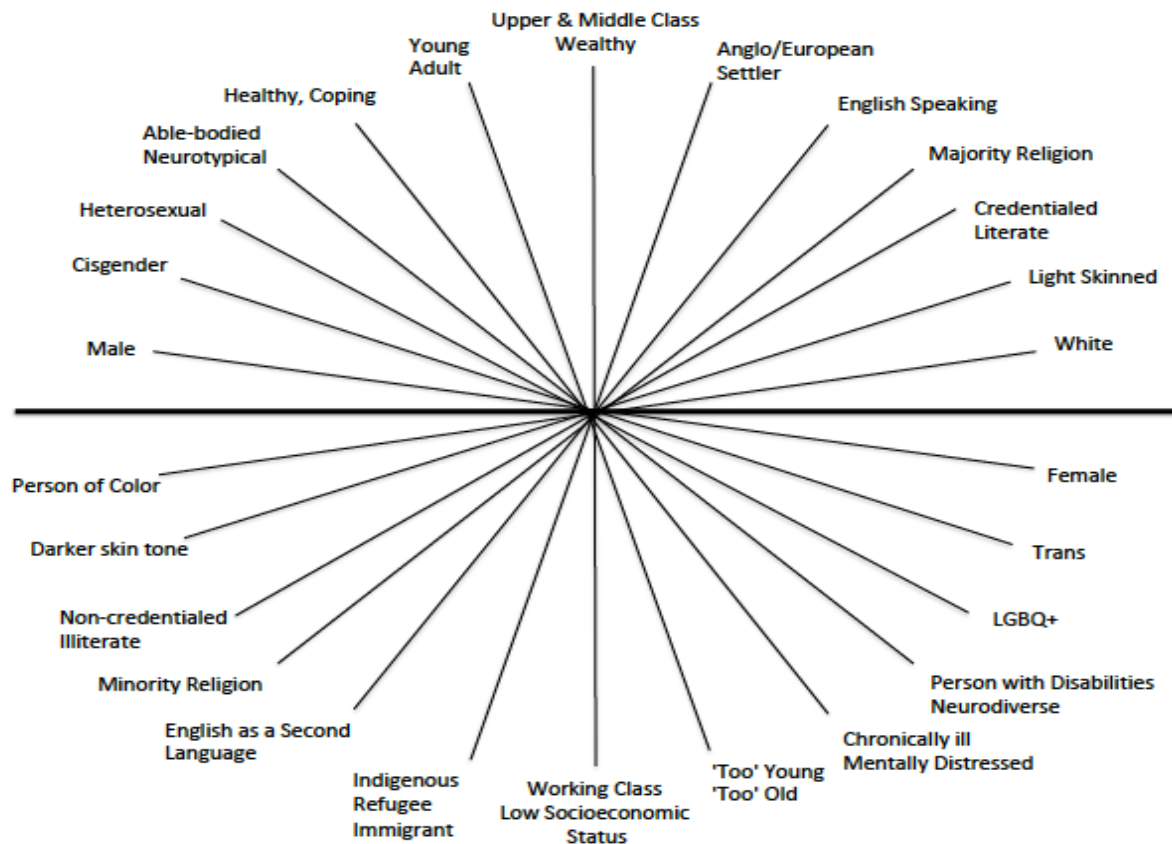 Upper & Middle Class
Wealthy
Young
Adult
Anglo/European
Settler
Healthy, Coping
English Speaking
Able-bodied
Neurotypical
Majority Religion
Heterosexual
Credentialed
Literate
Cisgender
Light Skinned
Male
White
Person of Color
Female
Darker skin tone
Trans
Non-credentialed
Illiterate
LGBQ+
Minority Religion
Person with Disabilities
Neurodiverse
English as a Second
Language
Chronically ill
Mentally Distressed
Indigenous
Refugee
Immigrant
Working Class
Low Socioeconomic
Status
'Too' Young
'Too' Old